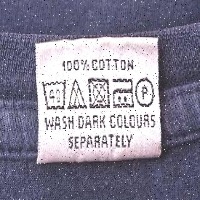 100% COTTON
P
WASH DARK COLOURS
SEPARATELY